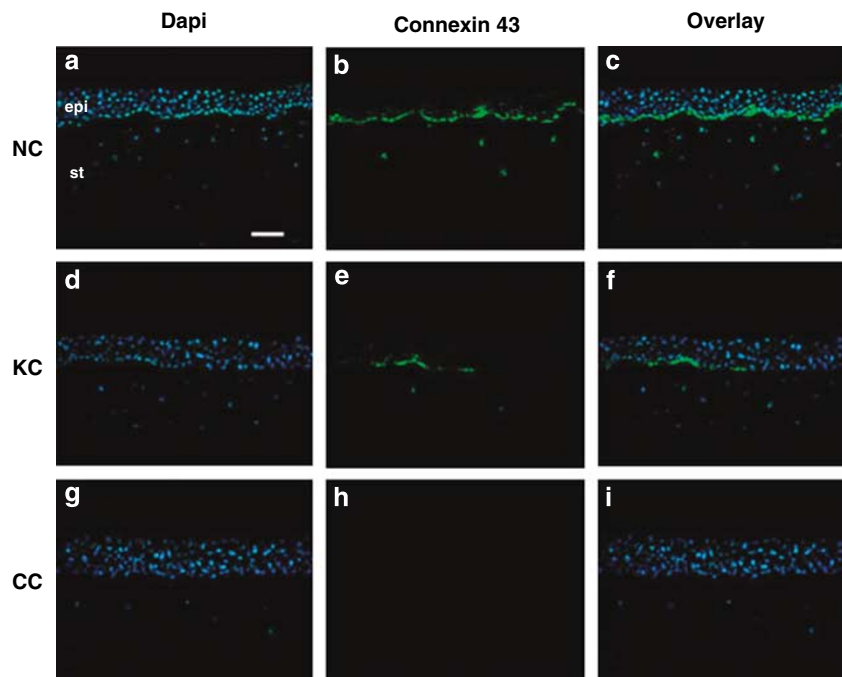 Dapi Connexin 43 Overlay
a b c
epi
NC
st
d e f
KC
g h i
CC